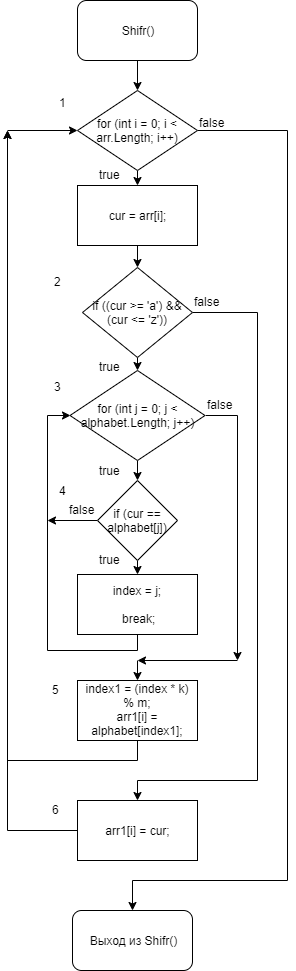 Shifr()
1
for (int i = 0; i <
arr.Length; i++)
false
true
cur = arr[i];
2
if ((cur >= 'a') &&
(cur <= 'z'))
false
true
3
for (int j = 0; j <
alphabet.Length; j++)
false
true
4
if (cur ==
alphabet[j])
false
true
index = j;
break;
5
index1 = (index * k)
% m;
arr1[i] =
alphabet[index1];
6
arr1[i] = cur;
Выход из Shifr()